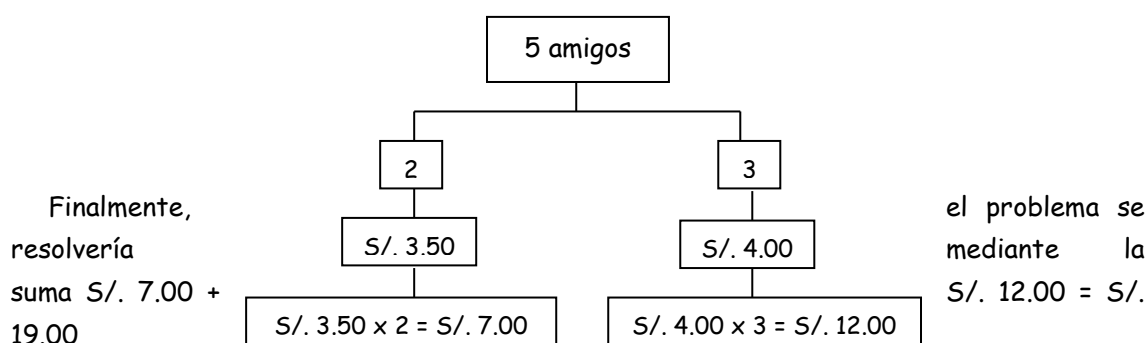 5 amigos
2
3
Finalmente, el problema se
S/. 3.50
S/. 4.00
resolvería mediante la
suma S/. 7.00 + S/. 12.00 = S/.
S/. 3.50 x 2 = S/. 7.00
S/. 4.00 x 3 = S/. 12.00
19.00